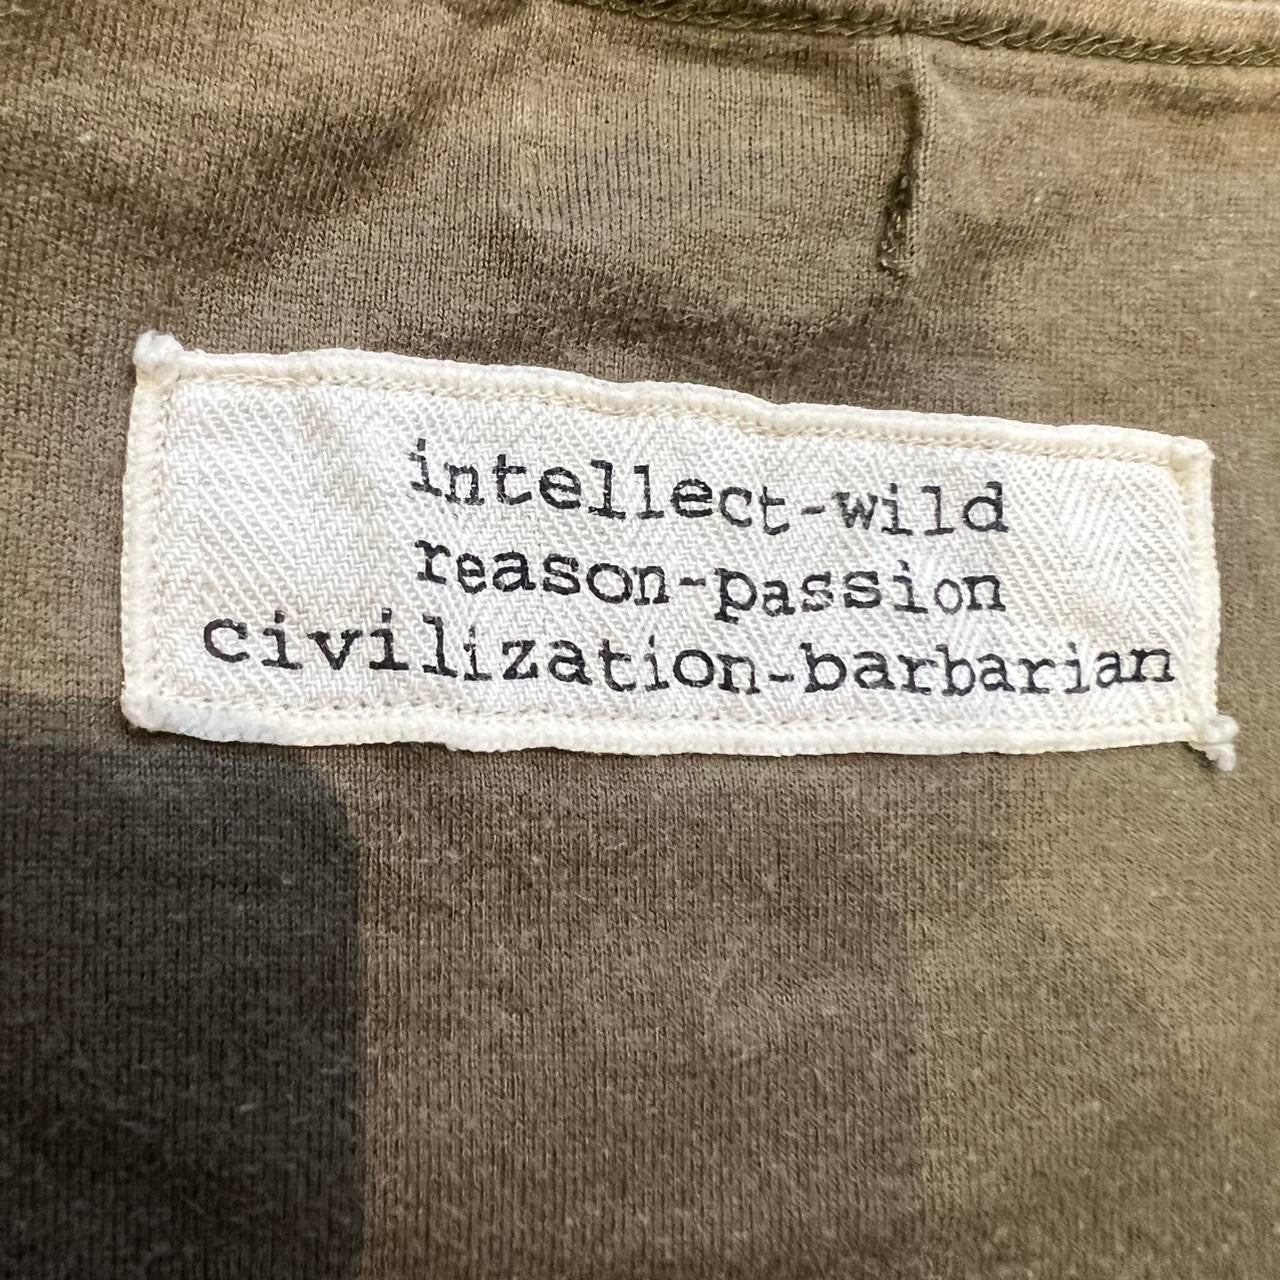 intellect-wild
reason-passion
civilization-barbarian